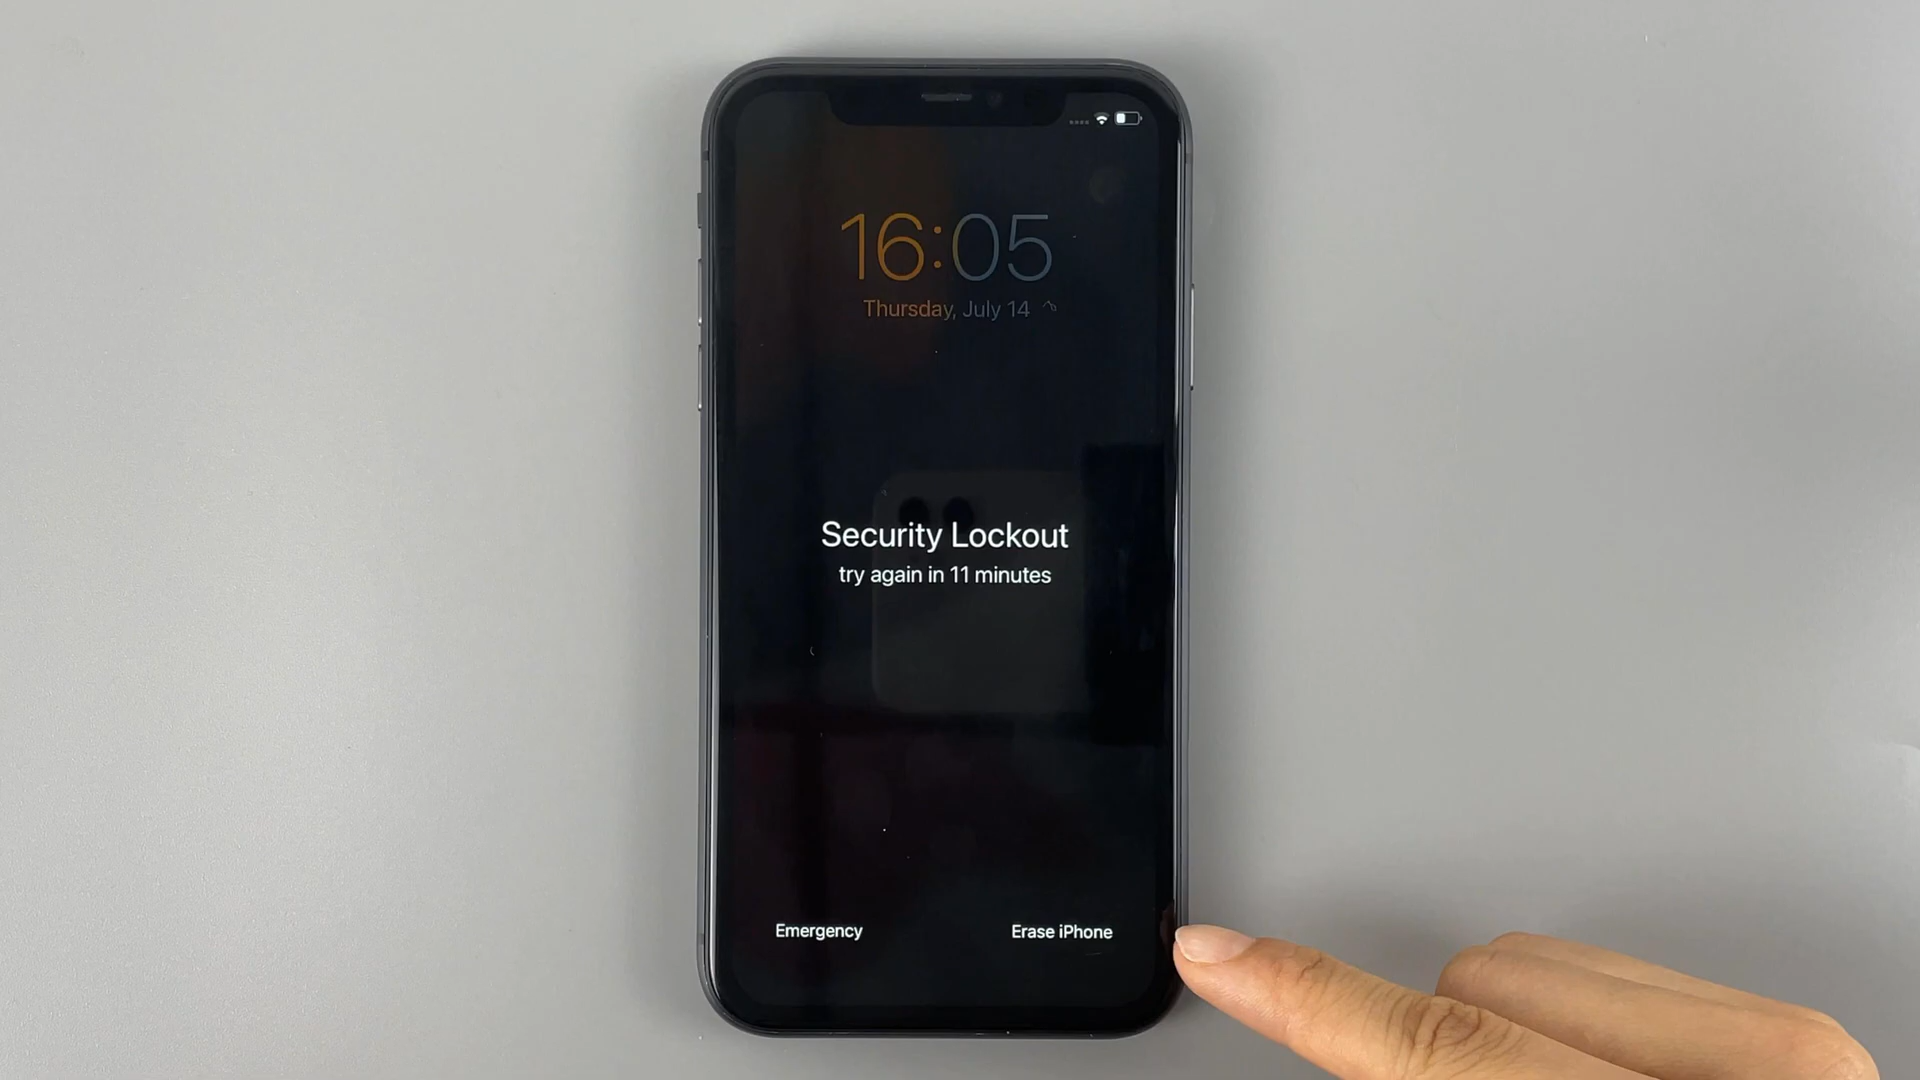 16:05
Thursday, July 14
Security Lockout
try again in 11 minutes
Emergency
Erase iPhone